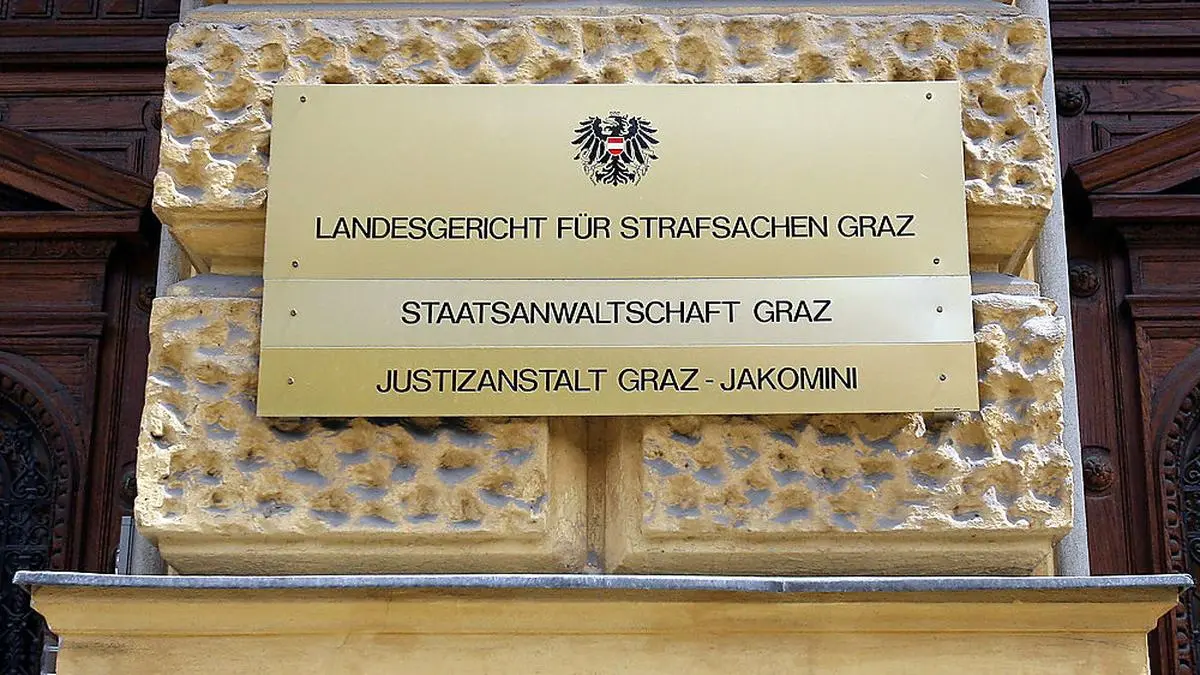 LANDESGERICHT FÜR STRAFSACHEN GRAZ
STAATSANWALTSCHAFT GRAZ
JUSTIZANSTALT GRAZ - JAKOMINI